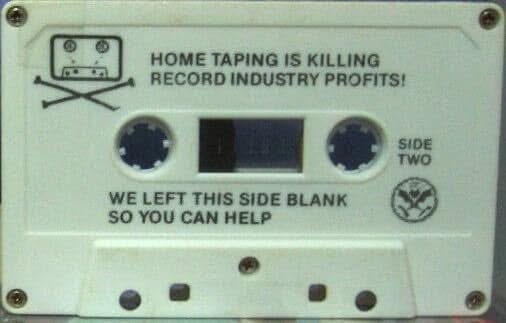 HOME TAPING IS KILLING
RECORD INDUSTRY PROFITS!
SIDE
TWO
WE LEFT THIS SIDE BLANK
SO YOU CAN HELP